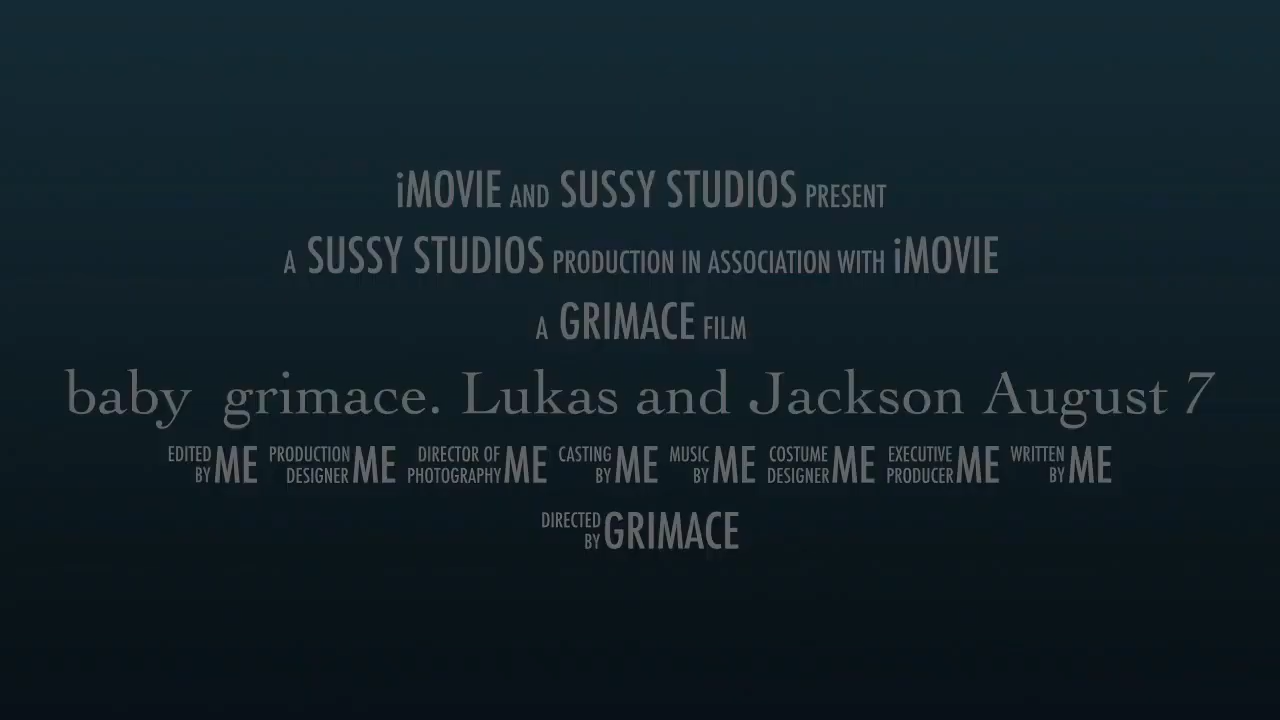 iMOVIE AND SUSSY STUDIOS PRESENT
A SUSSY STUDIOS PRODUCTION IN ASSOCIATION WITH iMOVIE
A GRIMACE FILM
baby  grimace. Lukas and Jackson August 7
EDITED BY ME PRODUCTION DESIGNER ME DIRECTOR OF PHOTOGRAPHY ME CASTING BY ME MUSIC BY ME COSTUME DESIGNER ME EXECUTIVE PRODUCER ME WRITTEN BY ME
DIRECTED BY GRIMACE